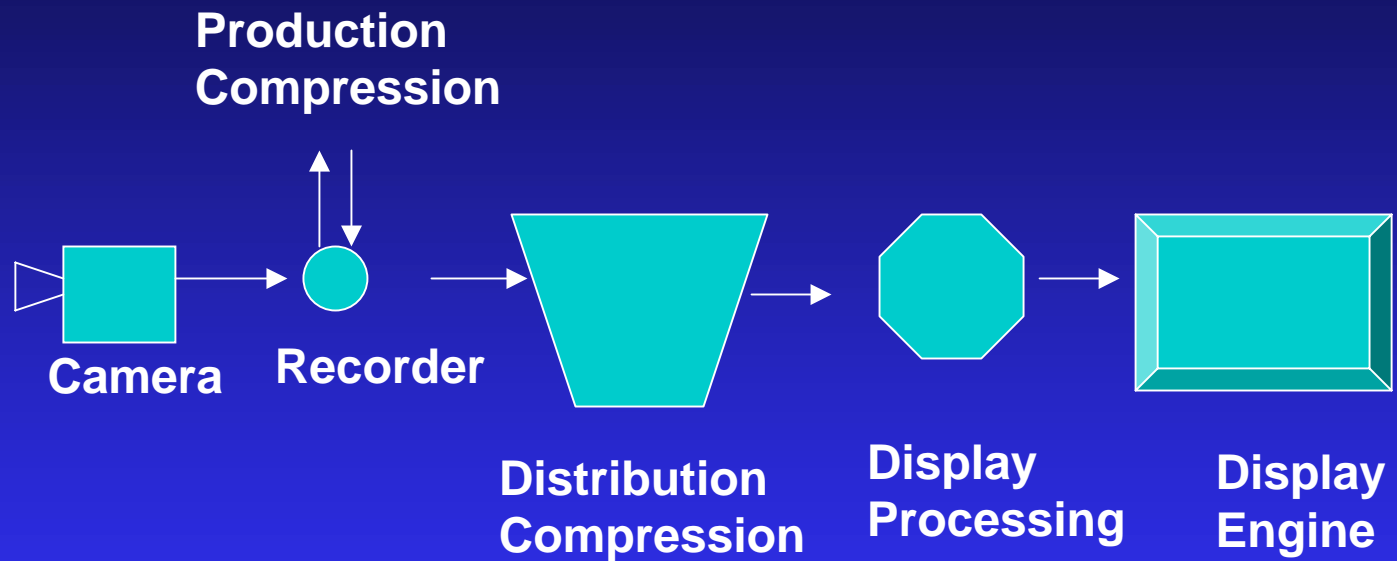 Production
Compression
Camera
Recorder
Distribution
Compression
Display
Processing
Display
Engine